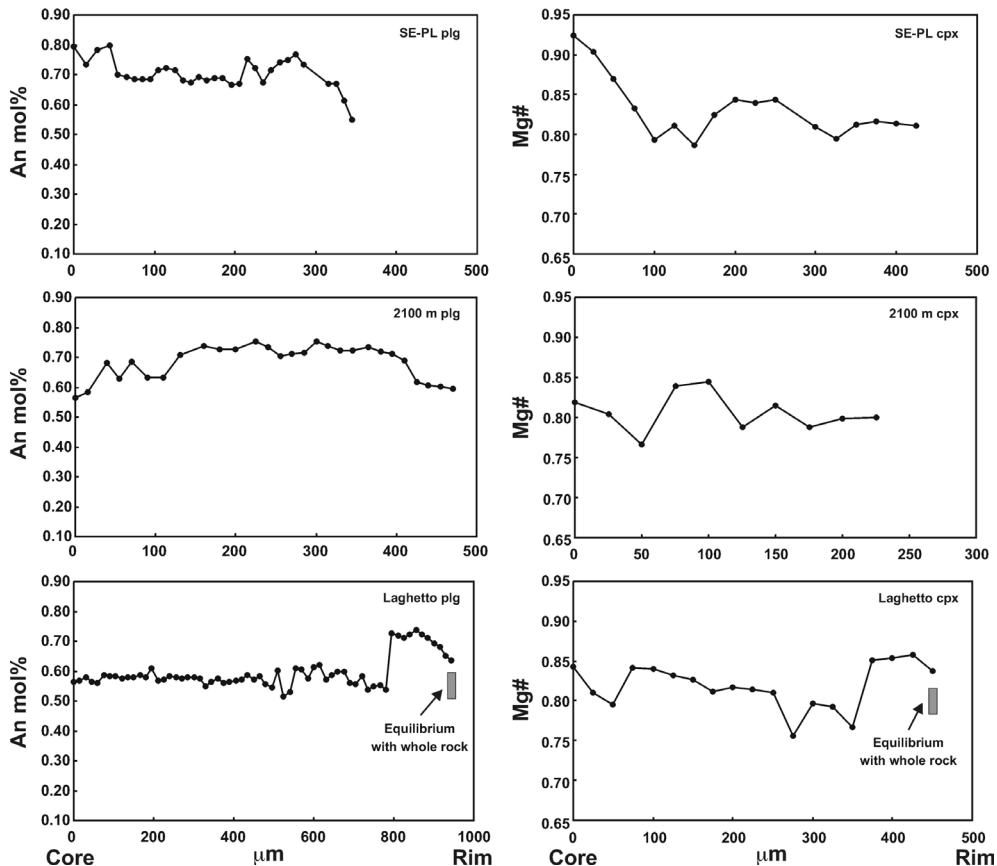 SE-PL plg
An mol%
0.90
0.80
0.70
0.60
0.50
0.40
0.30
0.20
0.10
0 100 200 300 400 500
SE-PL cpx
Mg#
0.95
0.90
0.85
0.80
0.75
0.70
0.65
0 100 200 300 400 500
2100 m plg
An mol%
0.90
0.80
0.70
0.60
0.50
0.40
0.30
0.20
0.10
0 100 200 300 400 500
2100 m cpx
Mg#
0.95
0.90
0.85
0.80
0.75
0.70
0.65
0 50 100 150 200 250 300
Laghetto plg
An mol%
0.90
0.80
0.70
0.60
0.50
0.40
0.30
0.20
0.10
Equilibrium
with whole rock
0 200 400 600 800 1000
Core μm Rim
Laghetto cpx
Mg#
0.95
0.90
0.85
0.80
0.75
0.70
0.65
Equilibrium
with whole rock
0 100 200 300 400 500
Core μm Rim